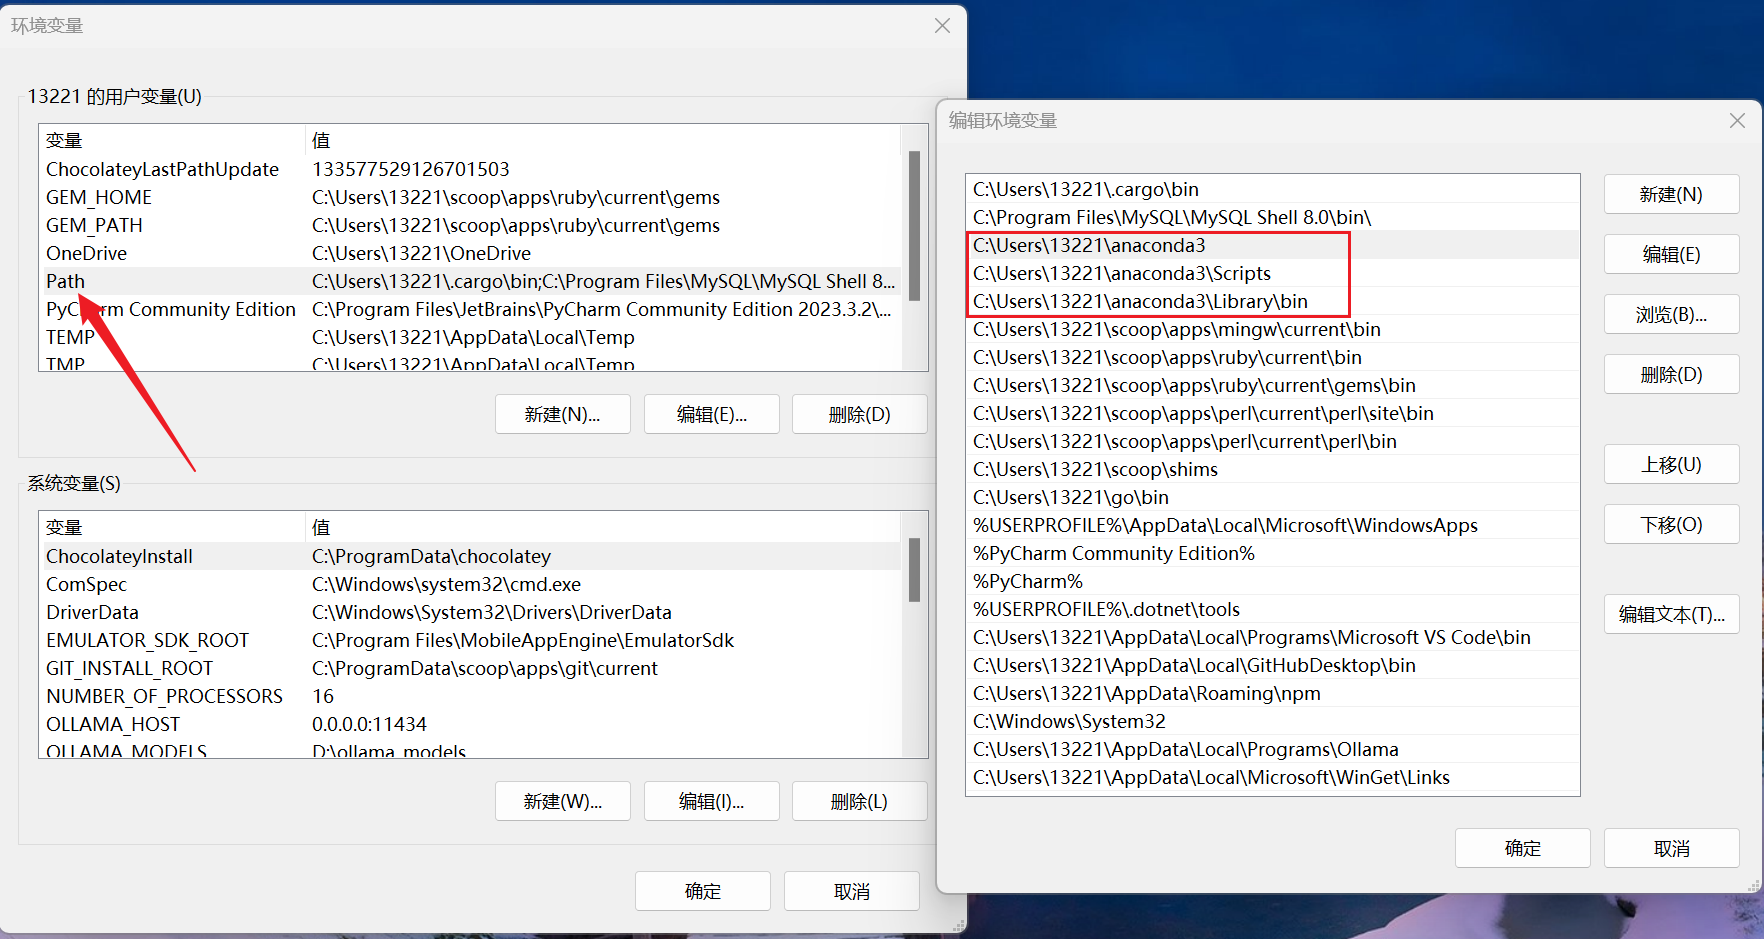 环境变量
13221 的用户变量(U)
变量 值
ChocolateyLastPathUpdate 133577529126701503
GEM_HOME C:\Users\13221\scoop\apps\ruby\current\gems
GEM_PATH C:\Users\13221\scoop\apps\ruby\current\gems
OneDrive C:\Users\13221\OneDrive
Path C:\Users\13221\.cargo\bin;C:\Program Files\MySQL\MySQL Shell 8...
PyCharm Community Edition C:\Program Files\JetBrains\PyCharm Community Edition 2023.3.2\...
TEMP C:\Users\13221\AppData\Local\Temp
TMP C:\Users\13221\AppData\Local\Temp
新建(N)... 编辑(E)... 删除(D)
系统变量(S)
变量 值
ChocolateyInstall C:\ProgramData\chocolatey
ComSpec C:\Windows\system32\cmd.exe
DriverData C:\Windows\System32\Drivers\DriverData
EMULATOR_SDK_ROOT C:\Program Files\MobileAppEngine\EmulatorSdk
GIT_INSTALL_ROOT C:\ProgramData\scoop\apps\git\current
NUMBER_OF_PROCESSORS 16
OLLAMA_HOST 0.0.0.0:11434
OLLAMA_MODELS D:\ollama_models
新建(W)... 编辑(I)... 删除(L)
确定 取消
编辑环境变量
C:\Users\13221\.cargo\bin
C:\Program Files\MySQL\MySQL Shell 8.0\bin\
C:\Users\13221\anaconda3
C:\Users\13221\anaconda3\Scripts
C:\Users\13221\anaconda3\Library\bin
C:\Users\13221\scoop\apps\mingw\current\bin
C:\Users\13221\scoop\apps\ruby\current\bin
C:\Users\13221\scoop\apps\ruby\current\gems\bin
C:\Users\13221\scoop\apps\perl\current\perl\site\bin
C:\Users\13221\scoop\apps\perl\current\perl\bin
C:\Users\13221\scoop\shims
C:\Users\13221\go\bin
%USERPROFILE%\AppData\Local\Microsoft\WindowsApps
%PyCharm Community Edition%
%PyCharm%
%USERPROFILE%\.dotnet\tools
C:\Users\13221\AppData\Local\Programs\Microsoft VS Code\bin
C:\Users\13221\AppData\Local\GitHubDesktop\bin
C:\Users\13221\AppData\Roaming\npm
C:\Windows\System32
C:\Users\13221\AppData\Local\Programs\Ollama
C:\Users\13221\AppData\Local\Microsoft\WinGet\Links
新建(N)
编辑(E)
浏览(B)...
删除(D)
上移(U)
下移(O)
编辑文本(T)...
确定 取消